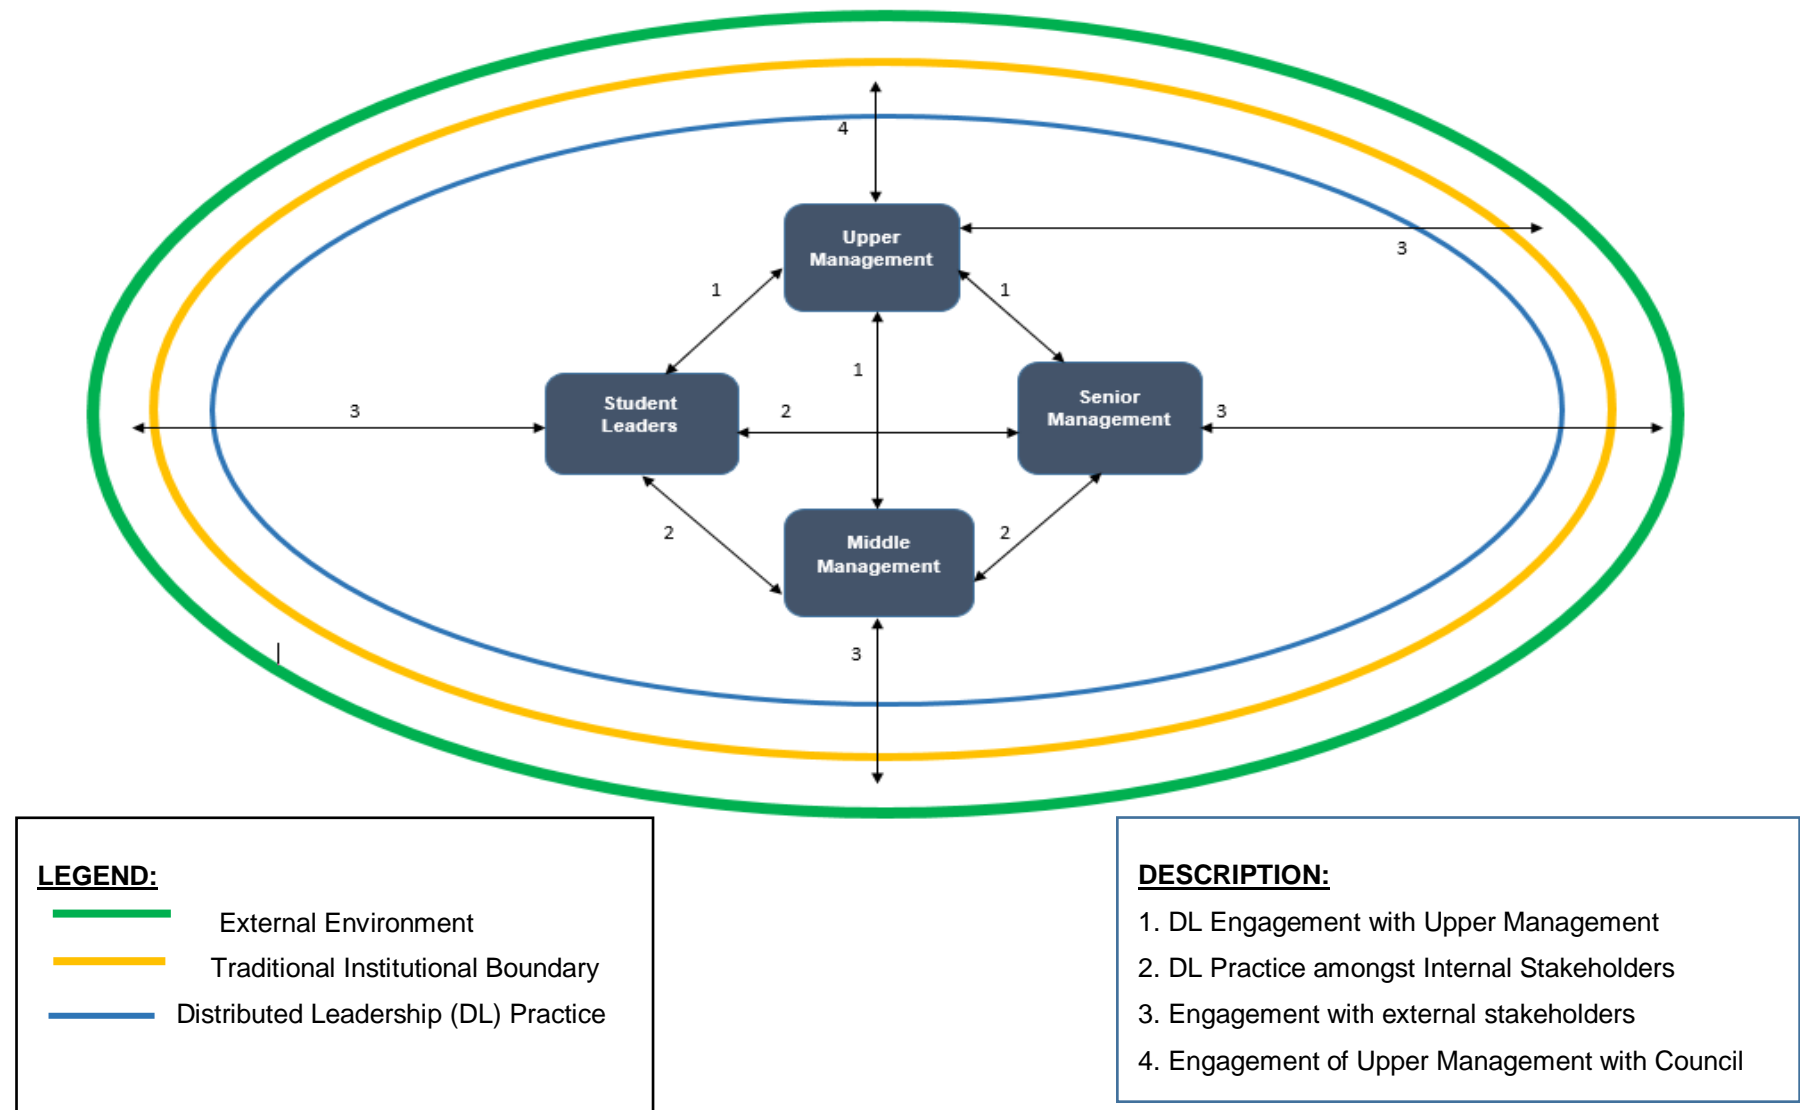 4
Upper
Management
3
1
1
1
Student
Leaders
3
2
Senior
Management
3
2
2
Middle
Management
3
LEGEND:
External Environment
Traditional Institutional Boundary
Distributed Leadership (DL) Practice
DESCRIPTION:
1. DL Engagement with Upper Management
2. DL Practice amongst Internal Stakeholders
3. Engagement with external stakeholders
4. Engagement of Upper Management with Council